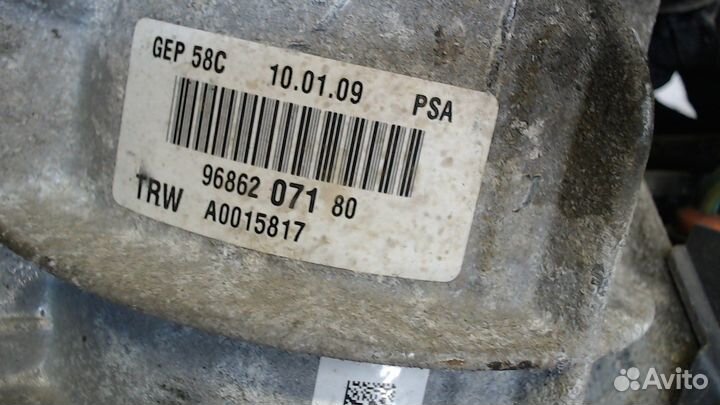 GEP 58C 10.01.09 PSA
96862 071 80
TRW A0015817
Avito